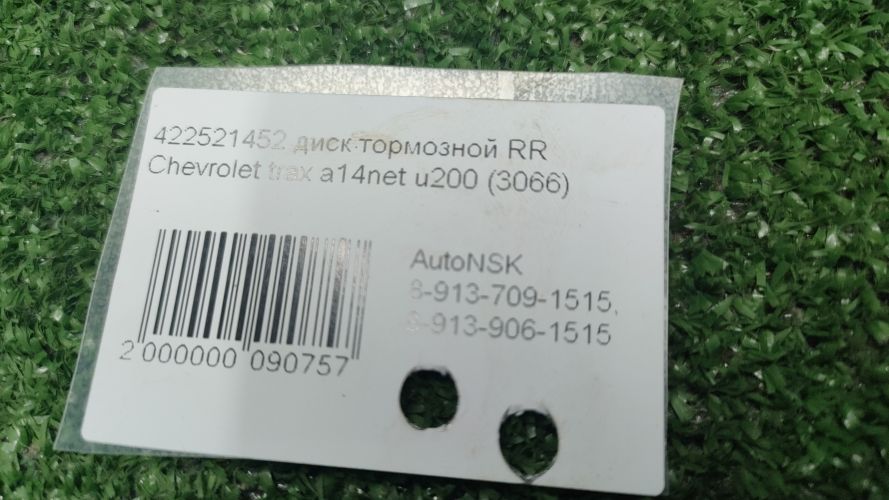 422521452 диск тормозной RR
Chevrolet trax a14net u200 (3066)
AutoNSK
8-913-709-1515,
8-913-906-1515
2 000000 090757